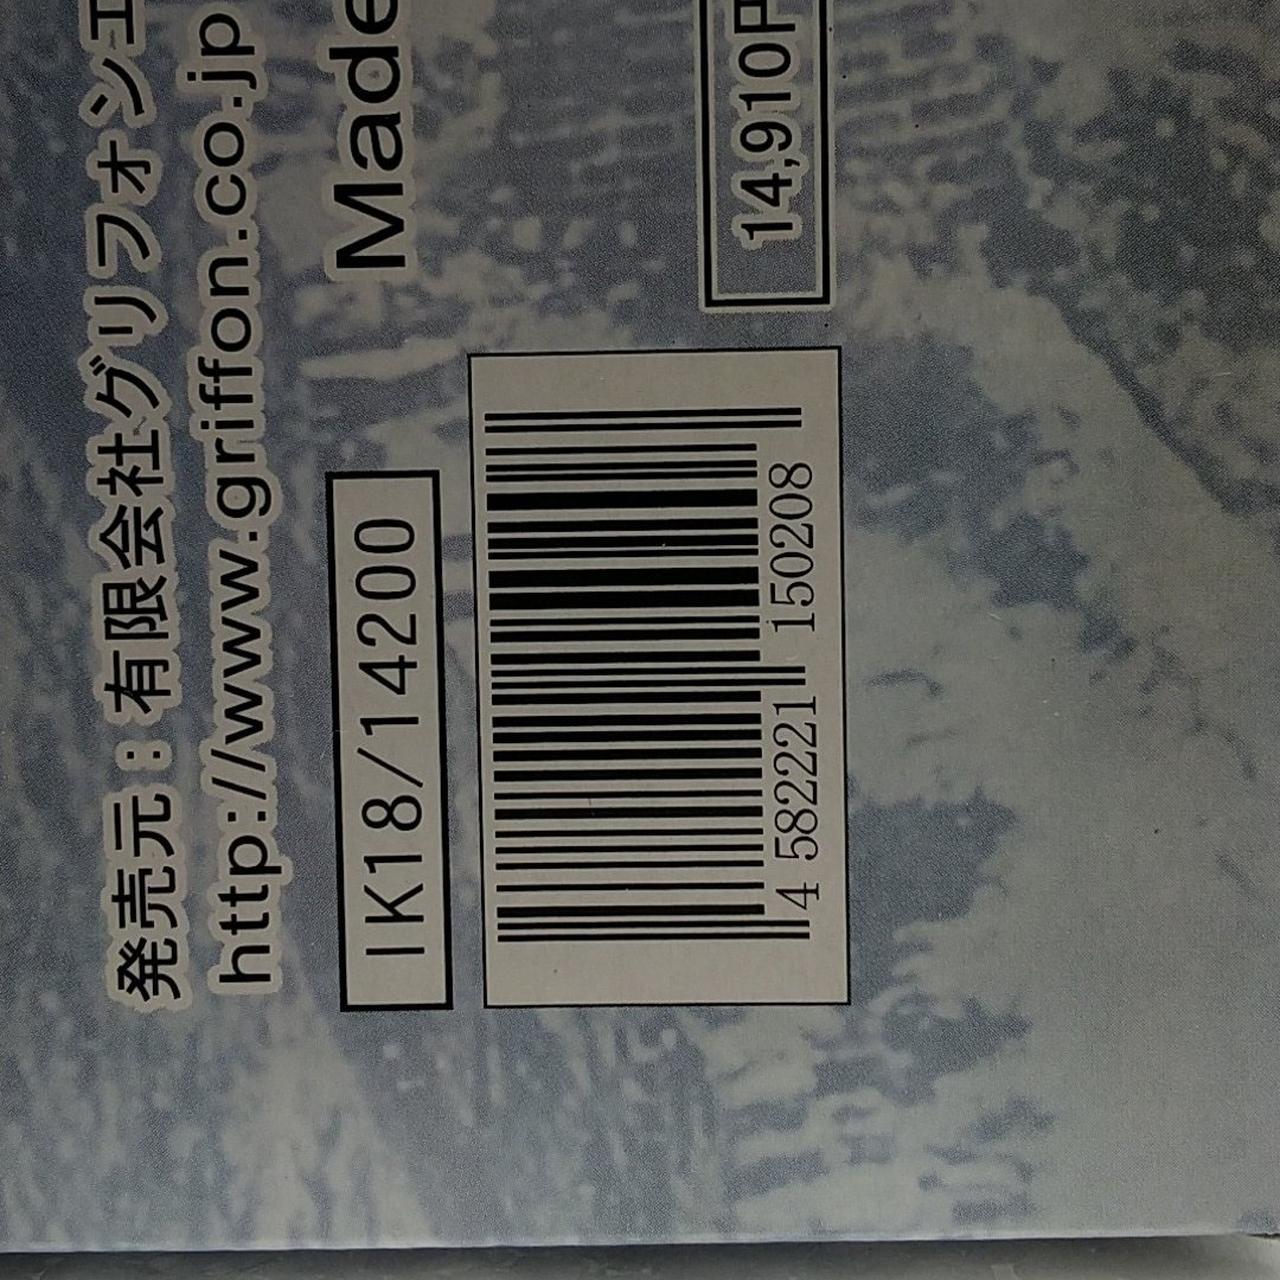 発売元：有限会社グリフォンエ
http://www.griffon.co.jp
Made
IK18/14200
14,910円
4 582221 150208